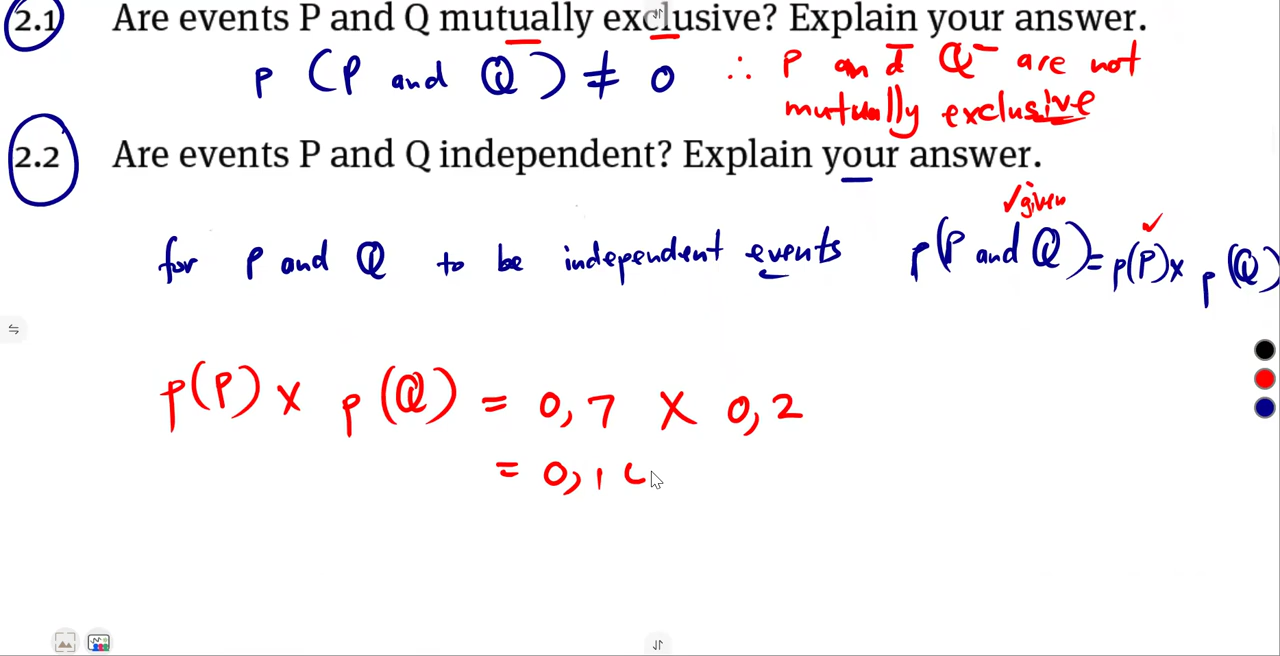 2.1 Are events P and Q mutually exclusive? Explain your answer.
P (P and Q) ≠ 0 ∴ P and Q are not
mutually exclusive
2.2 Are events P and Q independent? Explain your answer.
✓given ✓
for P and Q to be independent events P(P and Q)=P(P)× P(Q)
P(P) × P(Q) = 0,7 × 0,2
= 0,1